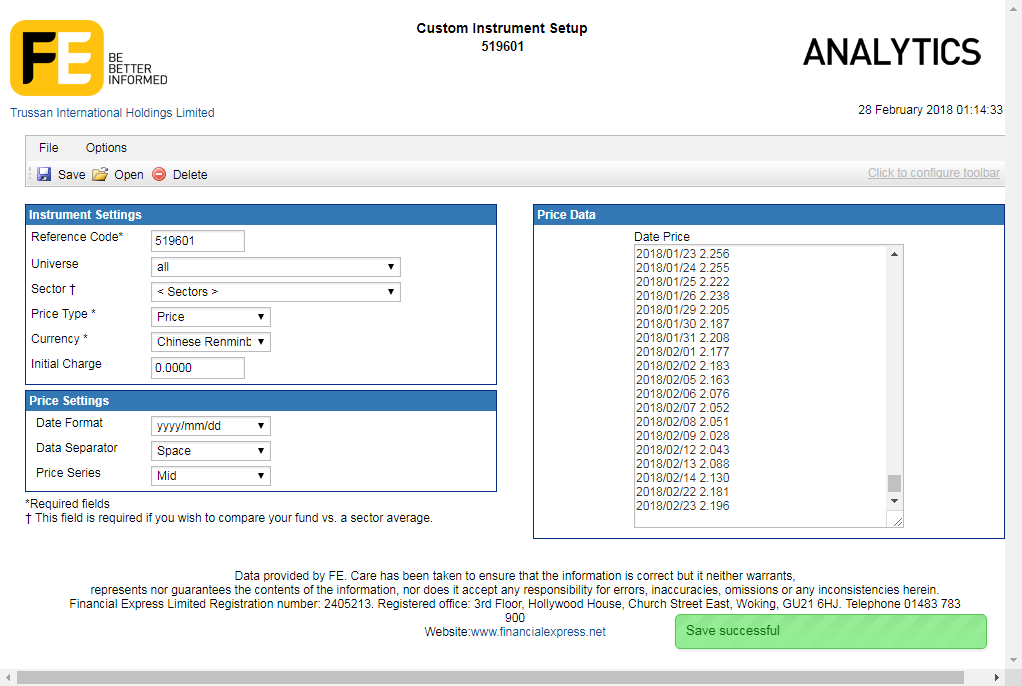 FE
BE
BETTER
INFORMED
Custom Instrument Setup
519601
ANALYTICS
Trussan International Holdings Limited
28 February 2018 01:14:33
File Options
Save Open Delete
Click to configure toolbar
Instrument Settings
Reference Code* 519601
Universe all
Sector † < Sectors >
Price Type * Price
Currency * Chinese Renminb
Initial Charge 0.0000
Price Settings
Date Format yyyy/mm/dd
Data Separator Space
Price Series Mid
*Required fields
† This field is required if you wish to compare your fund vs. a sector average.
Price Data
Date Price
2018/01/23 2.256
2018/01/24 2.255
2018/01/25 2.222
2018/01/26 2.238
2018/01/29 2.205
2018/01/30 2.187
2018/01/31 2.208
2018/02/01 2.177
2018/02/02 2.183
2018/02/05 2.163
2018/02/06 2.076
2018/02/07 2.052
2018/02/08 2.051
2018/02/09 2.028
2018/02/12 2.043
2018/02/13 2.088
2018/02/14 2.130
2018/02/22 2.181
2018/02/23 2.196
Data provided by FE. Care has been taken to ensure that the information is correct but it neither warrants,
represents nor guarantees the contents of the information, nor does it accept any responsibility for errors, inaccuracies, omissions or any inconsistencies herein.
Financial Express Limited Registration number: 2405213. Registered office: 3rd Floor, Hollywood House, Church Street East, Woking, GU21 6HJ. Telephone 01483 783
900
Website:www.financialexpress.net
Save successful